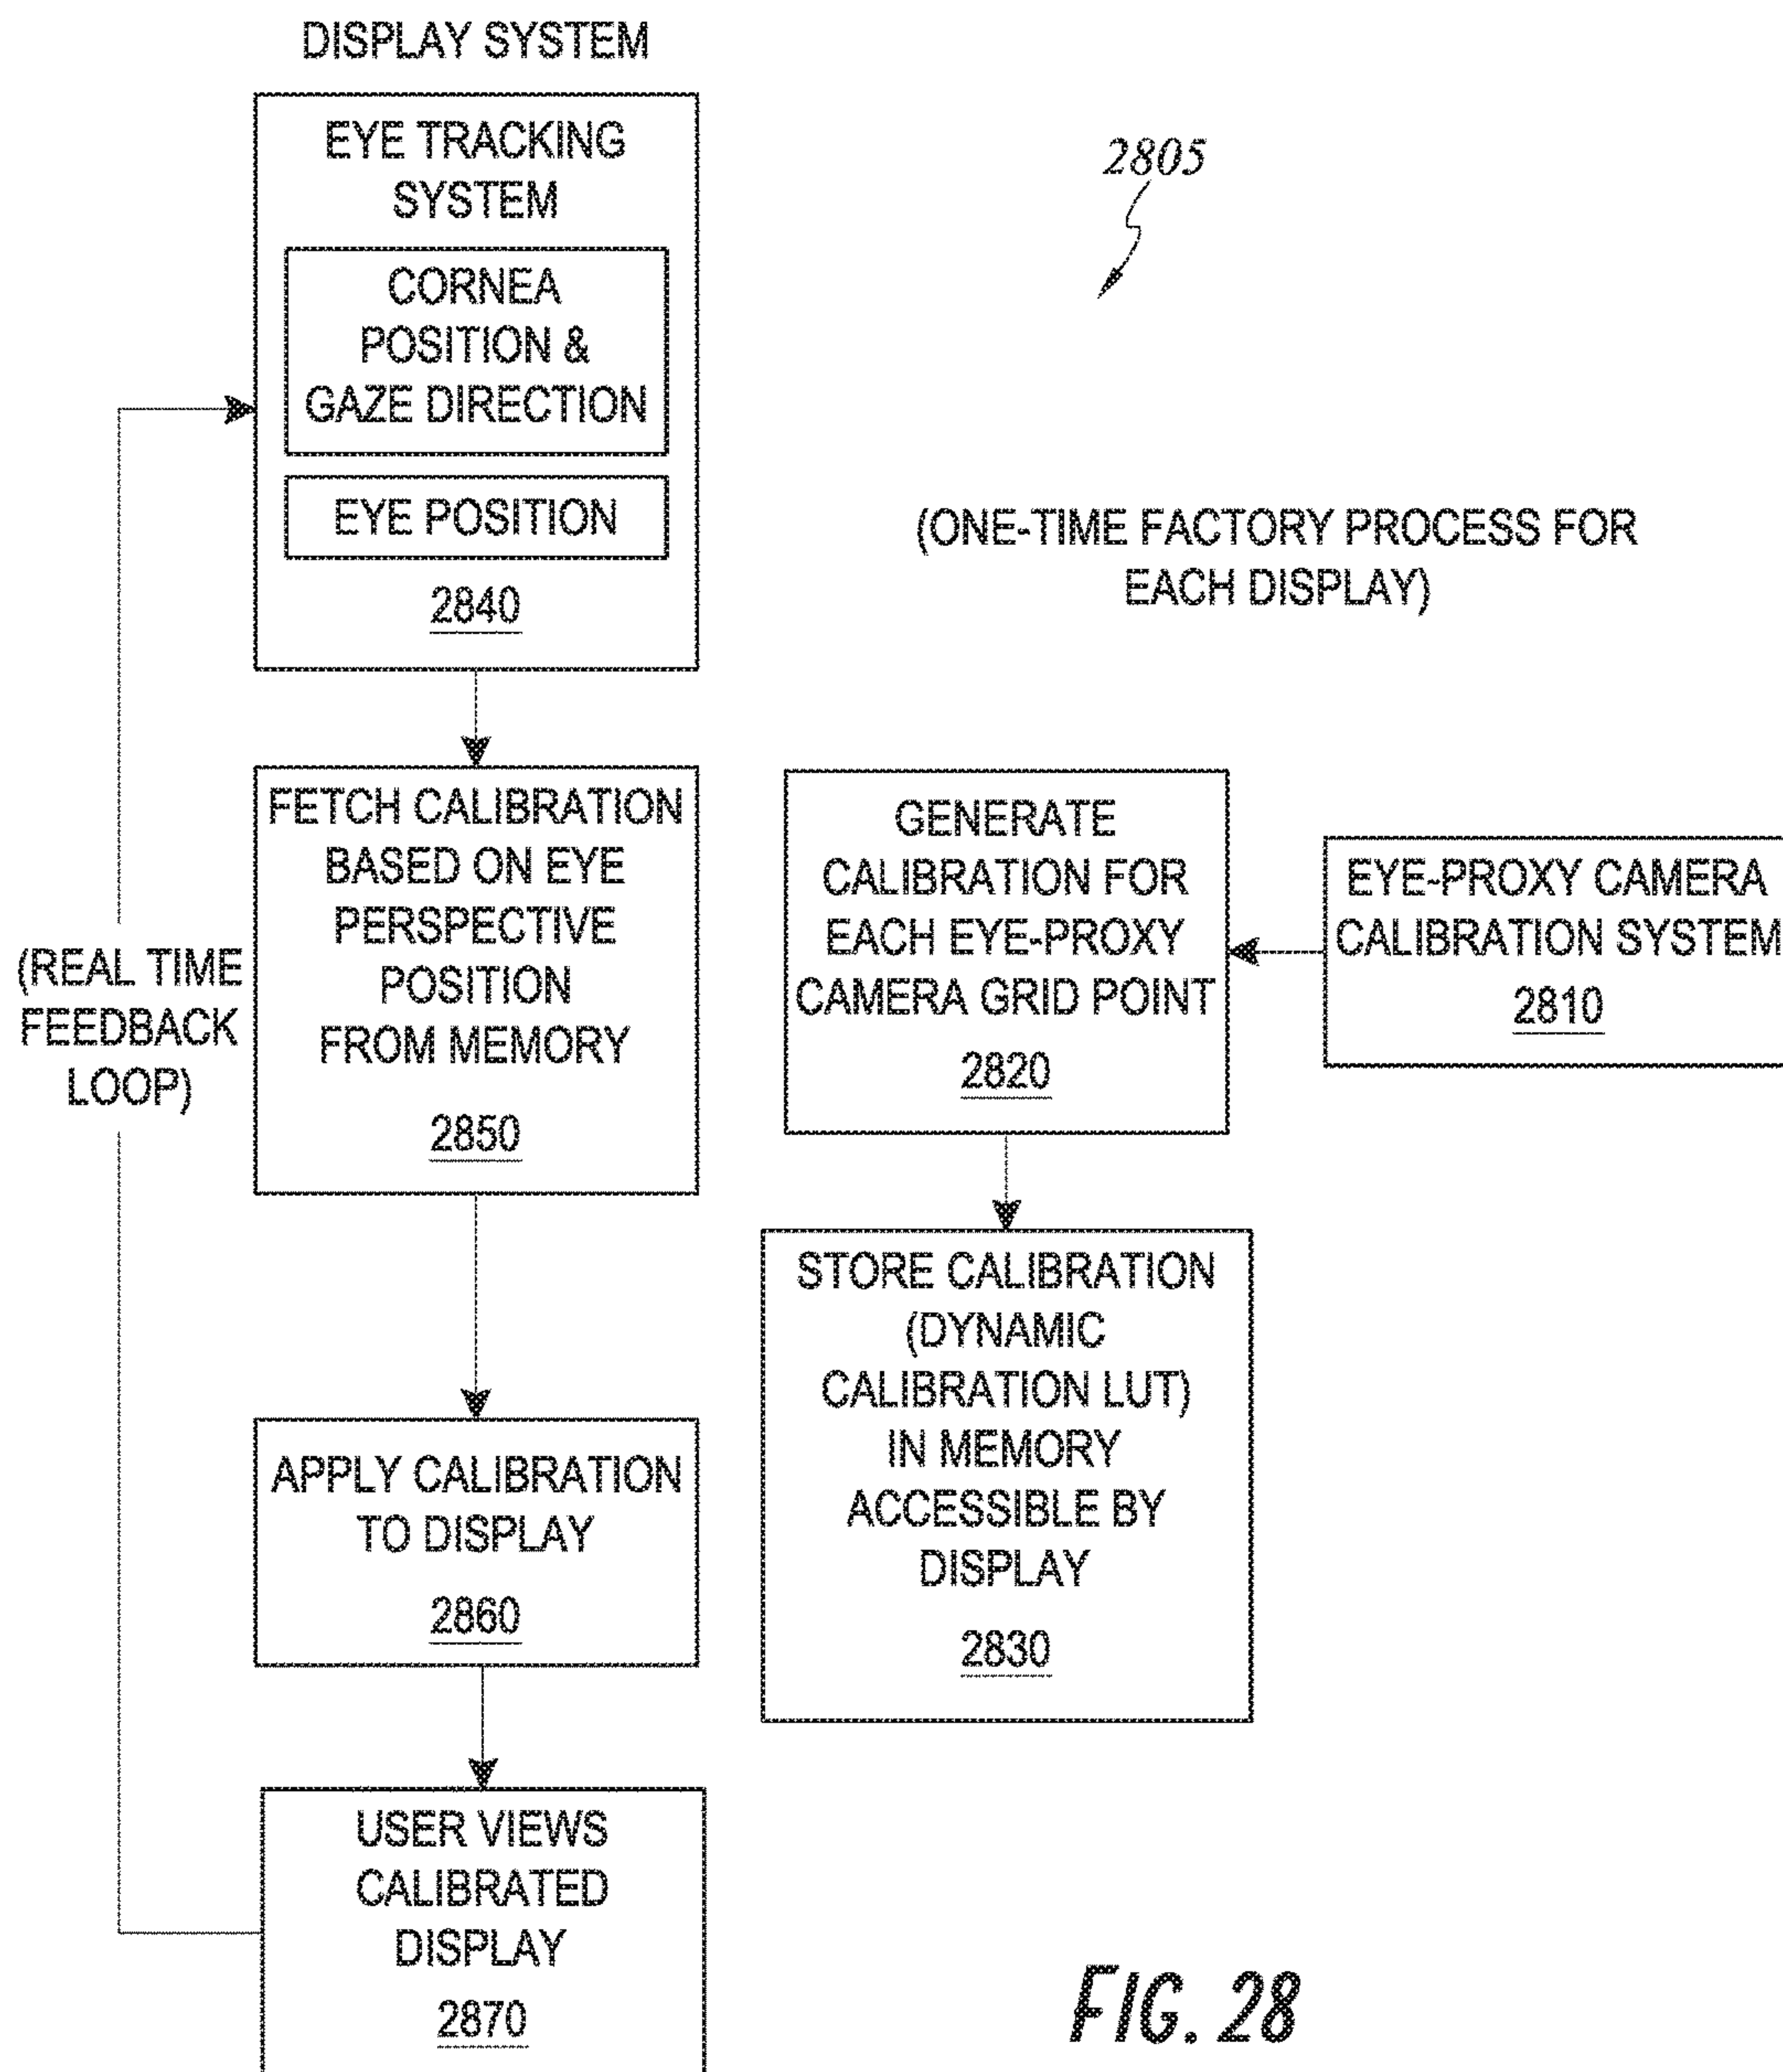 DISPLAY SYSTEM
EYE TRACKING
SYSTEM
CORNEA
POSITION &
GAZE DIRECTION
EYE POSITION
2840
2805
(ONE-TIME FACTORY PROCESS FOR
EACH DISPLAY)
FETCH CALIBRATION
BASED ON EYE
PERSPECTIVE
POSITION
FROM MEMORY
2850
GENERATE
CALIBRATION FOR
EACH EYE-PROXY
CAMERA GRID POINT
2820
EYE-PROXY CAMERA
CALIBRATION SYSTEM
2810
(REAL TIME
FEEDBACK
LOOP)
STORE CALIBRATION
(DYNAMIC
CALIBRATION LUT)
IN MEMORY
ACCESSIBLE BY
DISPLAY
2830
APPLY CALIBRATION
TO DISPLAY
2860
USER VIEWS
CALIBRATED
DISPLAY
2870
FIG. 28